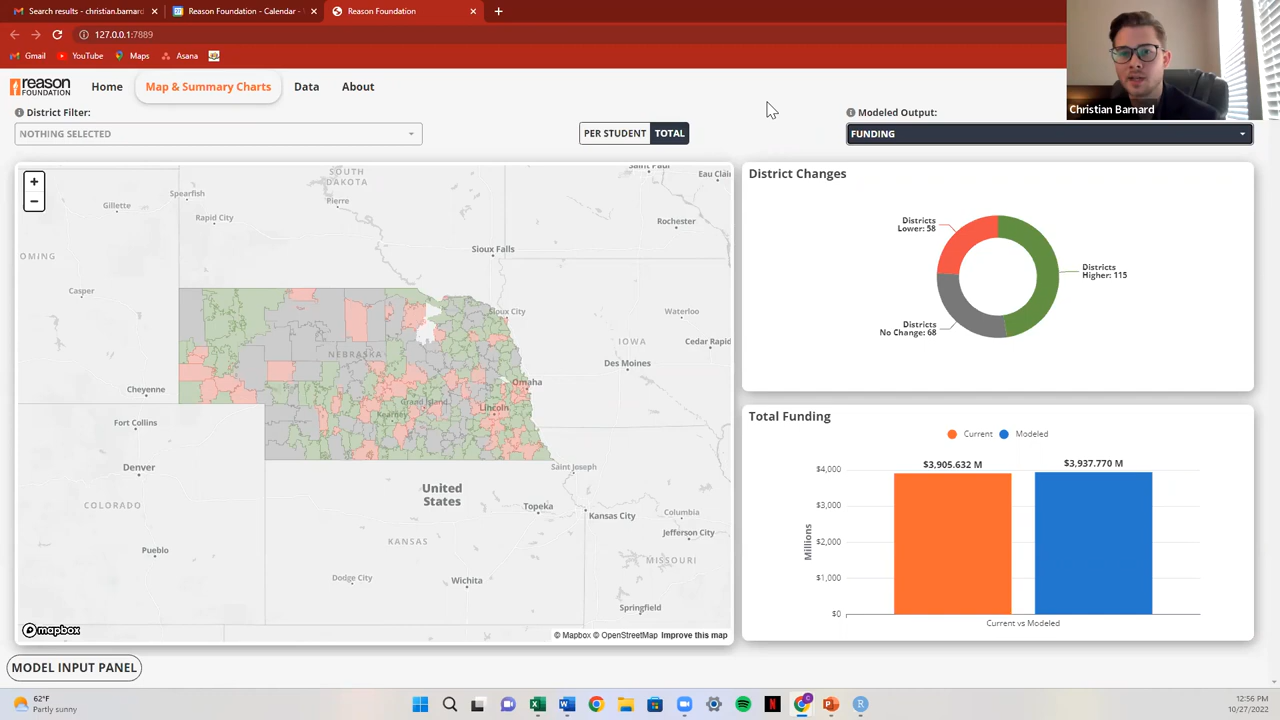 Search results - christian.barnard
Reason Foundation - Calendar -
Reason Foundation
127.0.0.1:7889
Gmail
YouTube
Maps
Asana
reason
FOUNDATION
Home
Map & Summary Charts
Data
About
Christian Barnard
District Filter:
NOTHING SELECTED
PER STUDENT
TOTAL
Modeled Output:
FUNDING
+
−
SOUTH
DAKOTA
Pierre
Spearfish
Gillette
Rapid City
Eau Clair
Rochester
Sioux Falls
OMING
Casper
Sioux City
Waterloo
IOWA
Cedar Rapid
NEBRASKA
Des Moines
Cheyenne
Omaha
Grand Island
Kearney
Lincoln
Fort Collins
Saint Joseph
Denver
United
States
Topeka
Kansas City
Columbia
COLORADO
Jefferson City
KANSAS
Pueblo
MISSOURI
Dodge City
Wichita
Springfield
mapbox
© Mapbox © OpenStreetMap Improve this map
District Changes
Districts
Lower: 58
Districts
Higher: 115
Districts
No Change: 68
Total Funding
Current
Modeled
$3,905.632 M
$3,937.770 M
$4,000
$3,000
$2,000
$1,000
$0
Millions
Current vs Modeled
MODEL INPUT PANEL
62°F
Partly sunny
12:56 PM
10/27/2022